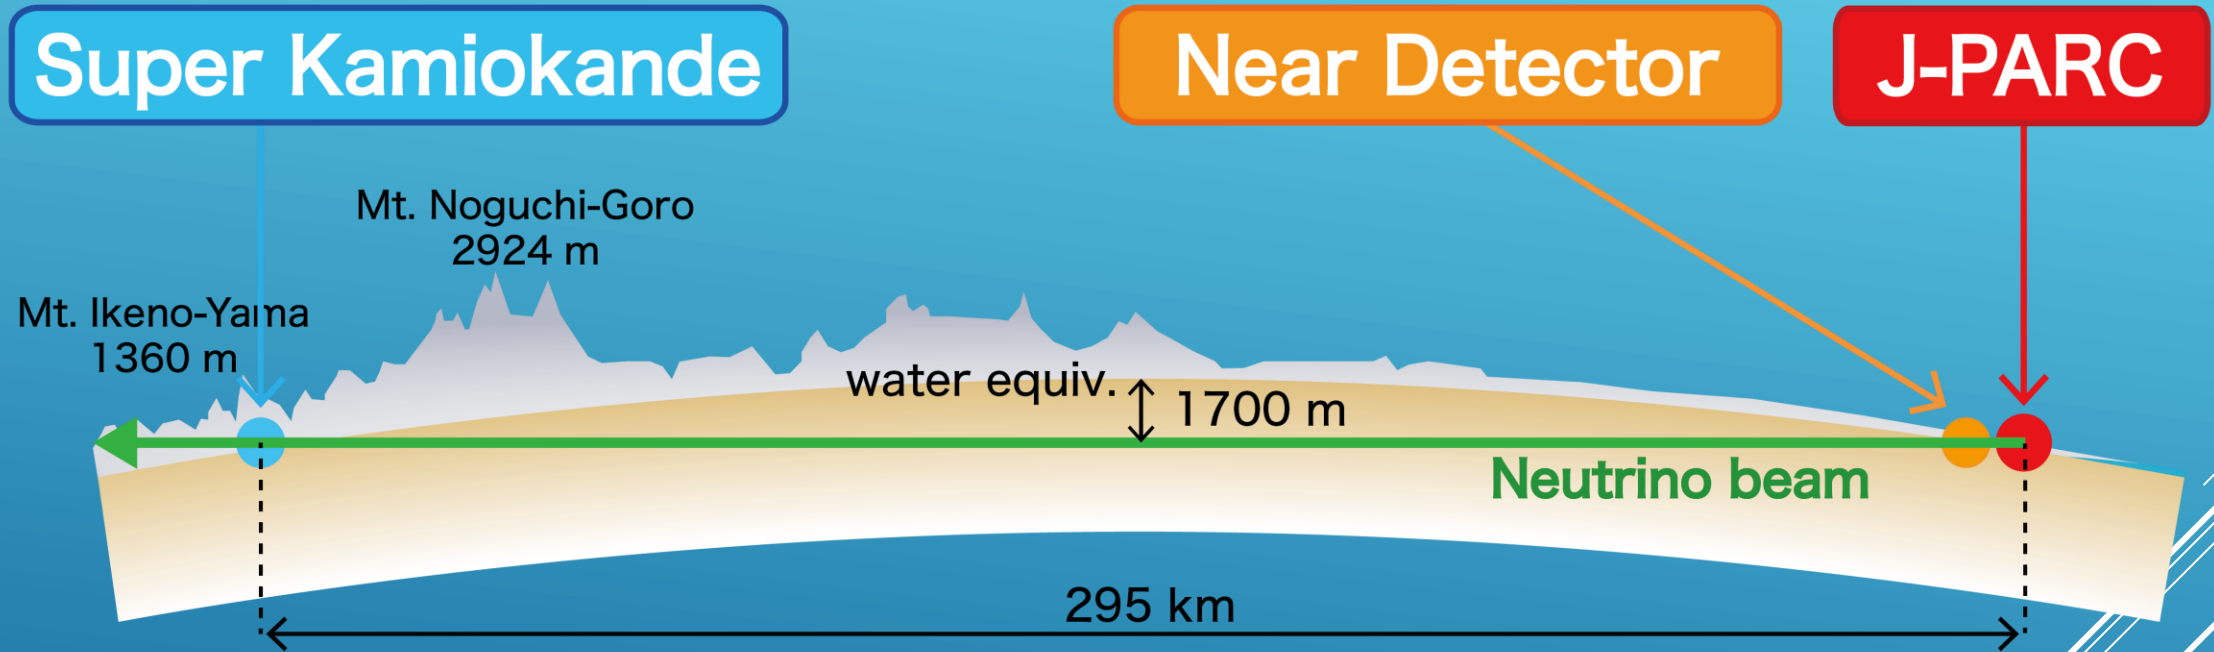 Super Kamiokande
Near Detector
J-PARC
Mt. Noguchi-Goro
2924 m
Mt. Ikeno-Yama
1360 m
water equiv.
1700 m
Neutrino beam
295 km